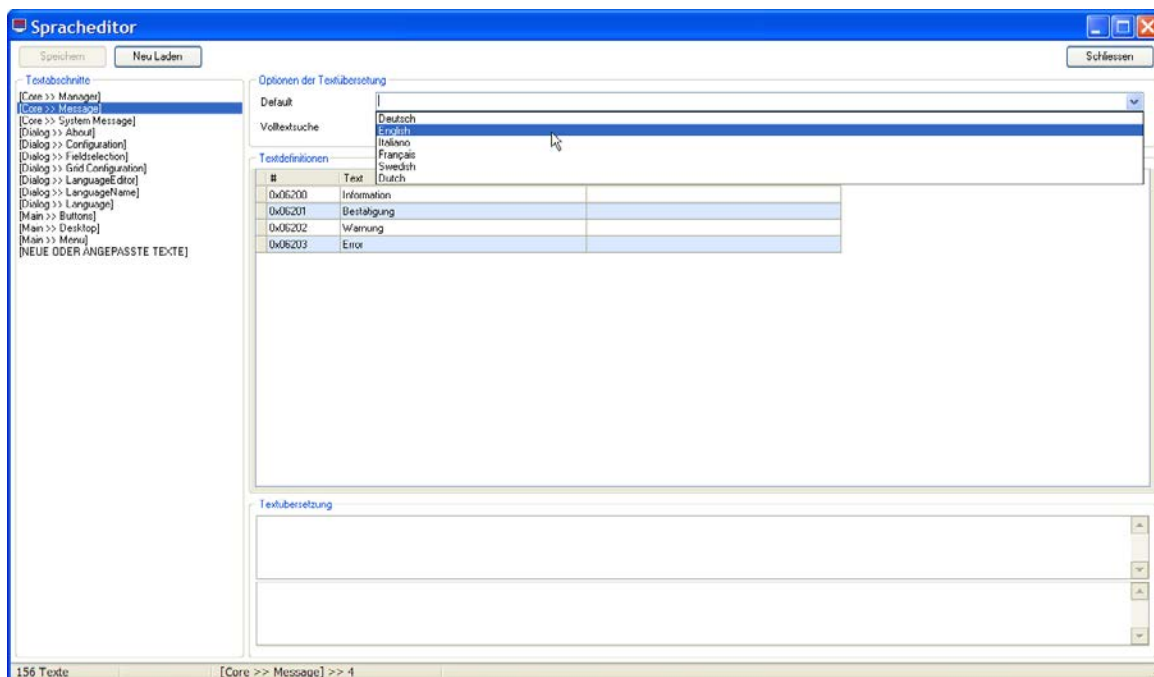 Spracheditor
Speichern Neu Laden Schliessen
Textabschnitte
[Core >> Manager]
[Core >> Message]
[Core >> System Message]
[Dialog >> About]
[Dialog >> Configuration]
[Dialog >> Fieldselection]
[Dialog >> Grid Configuration]
[Dialog >> LanguageEditor]
[Dialog >> LanguageName]
[Dialog >> Language]
[Main >> Buttons]
[Main >> Desktop]
[Main >> Menu]
[NEUE ODER ANGEPASSTE TEXTE]
Optionen der Textübersetung
Default
Volltextsuche
Deutsch
English
Italiano
Français
Swedish
Dutch
Textdefinitionen
# Text
0x06200 Information
0x06201 Bestätigung
0x06202 Warnung
0x06203 Error
Textübersetzung
156 Texte [Core >> Message] >> 4